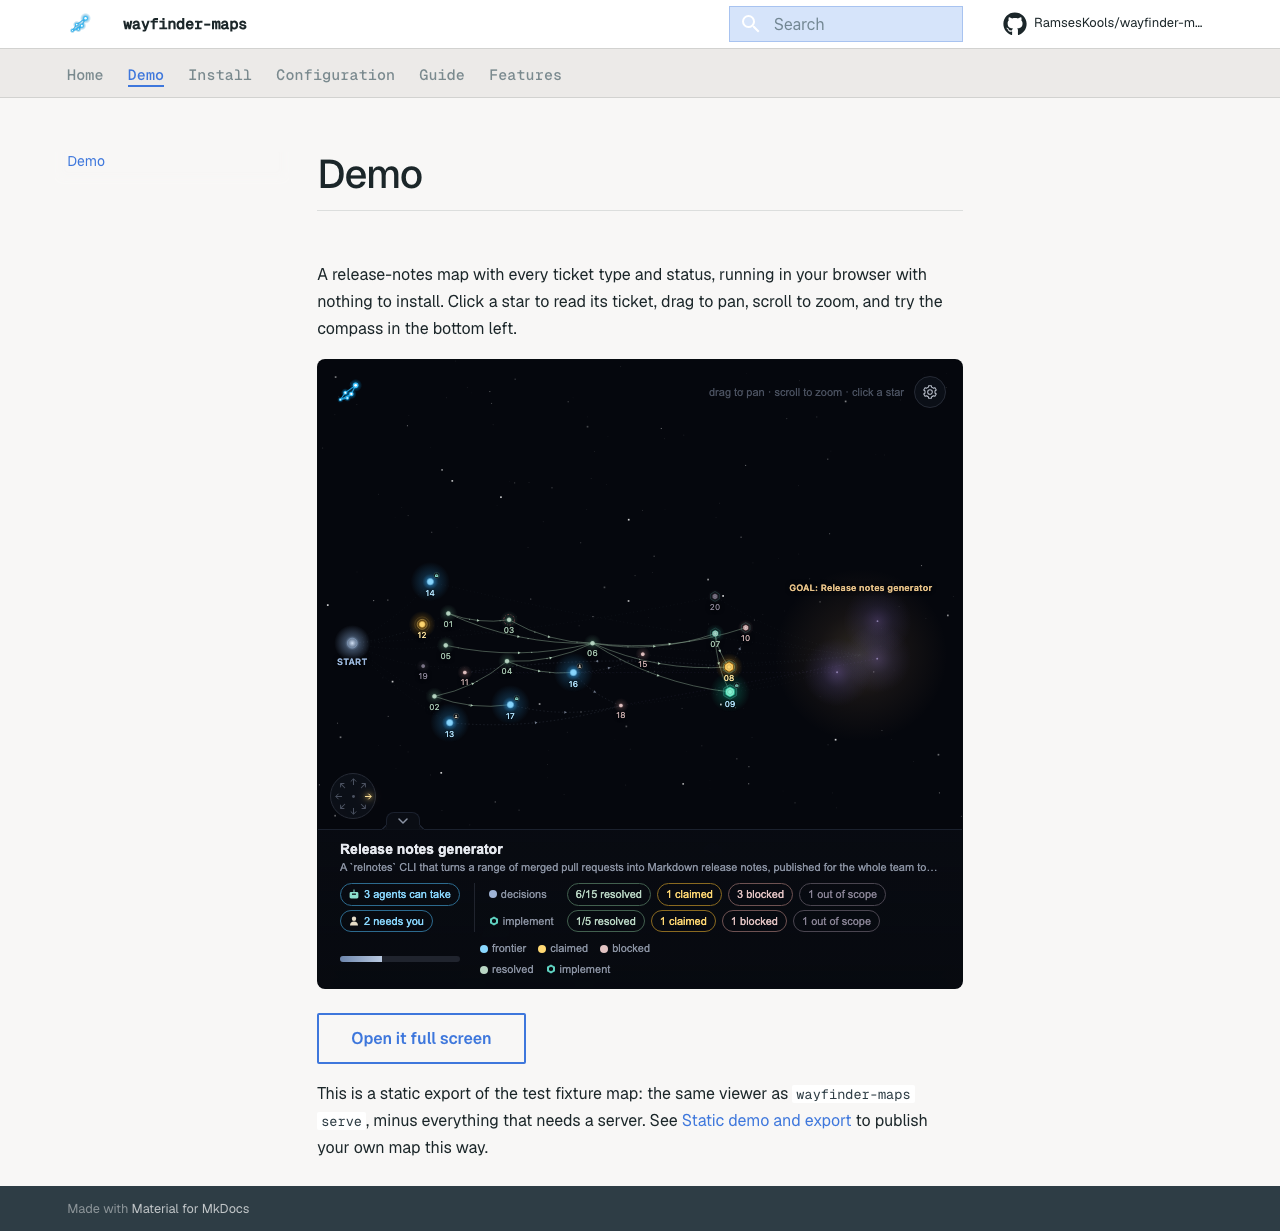 wayfinder-maps
Search
RamsesKools/wayfinder-m...
Home Demo Install Configuration Guide Features
Demo
Demo
A release-notes map with every ticket type and status, running in your browser with
nothing to install. Click a star to read its ticket, drag to pan, scroll to zoom, and try the
compass in the bottom left.
drag to pan · scroll to zoom · click a star
GOAL: Release notes generator
14
20
01
03
12
10
07
START
05
06
15
04
19
08
11
16
09
02
17
18
13
Release notes generator
A `relnotes` CLI that turns a range of merged pull requests into Markdown release notes, published for the whole team to...
3 agents can take decisions 6/15 resolved 1 claimed 3 blocked 1 out of scope
2 needs you implement 1/5 resolved 1 claimed 1 blocked 1 out of scope
frontier claimed blocked
resolved implement
Open it full screen
This is a static export of the test fixture map: the same viewer as wayfinder-maps
serve, minus everything that needs a server. See Static demo and export to publish
your own map this way.
Made with Material for MkDocs